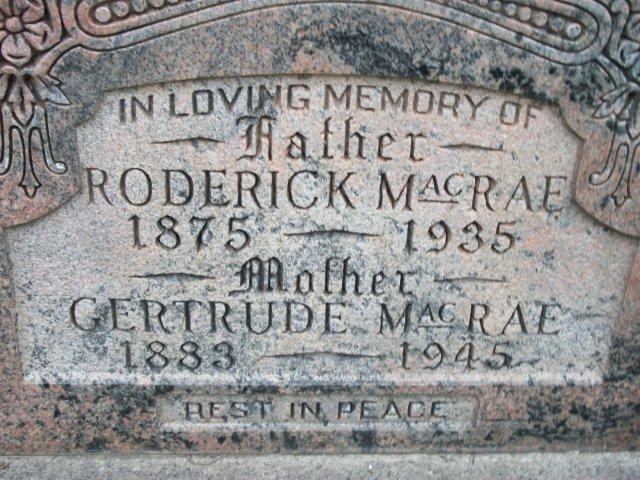 IN LOVING MEMORY OF
Father
RODERICK MacRAE
1875 — 1935
Mother
GERTRUDE MacRAE
1883 — 1945
REST IN PEACE